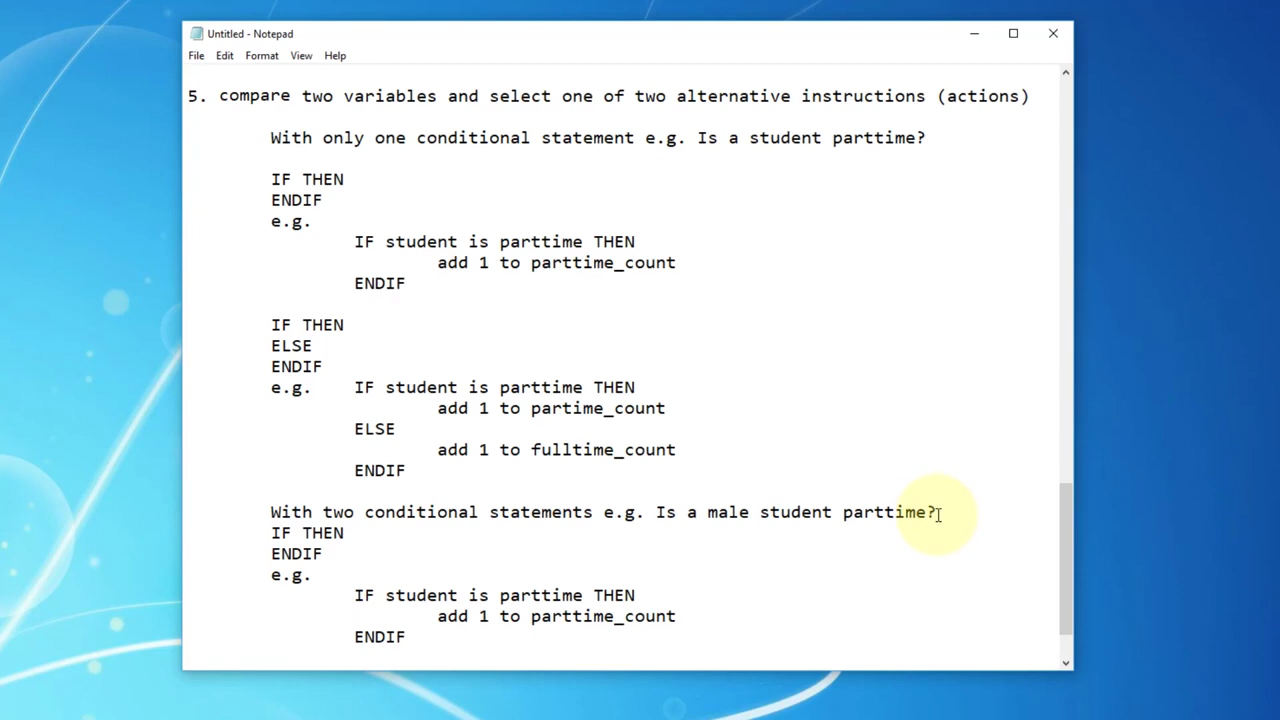 Untitled - Notepad
File Edit Format View Help
5. compare two variables and select one of two alternative instructions (actions)
With only one conditional statement e.g. Is a student parttime?
IF THEN
ENDIF
e.g.
IF student is parttime THEN
add 1 to parttime_count
ENDIF
IF THEN
ELSE
ENDIF
e.g. IF student is parttime THEN
add 1 to partime_count
ELSE
add 1 to fulltime_count
ENDIF
With two conditional statements e.g. Is a male student parttime?
IF THEN
ENDIF
e.g.
IF student is parttime THEN
add 1 to parttime_count
ENDIF